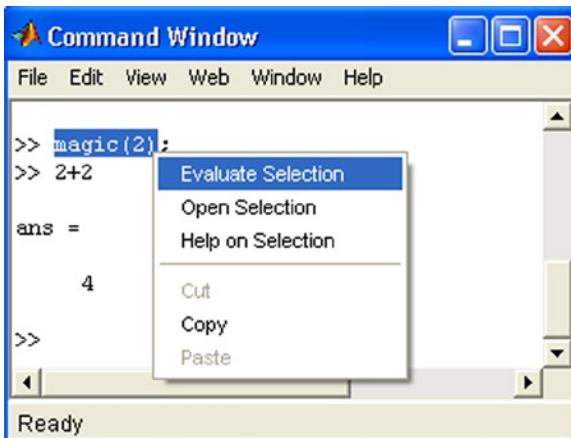 Command Window
File Edit View Web Window Help
>> magic(2);
>> 2+2
ans =
4
>>
Evaluate Selection
Open Selection
Help on Selection
Cut
Copy
Paste
Ready